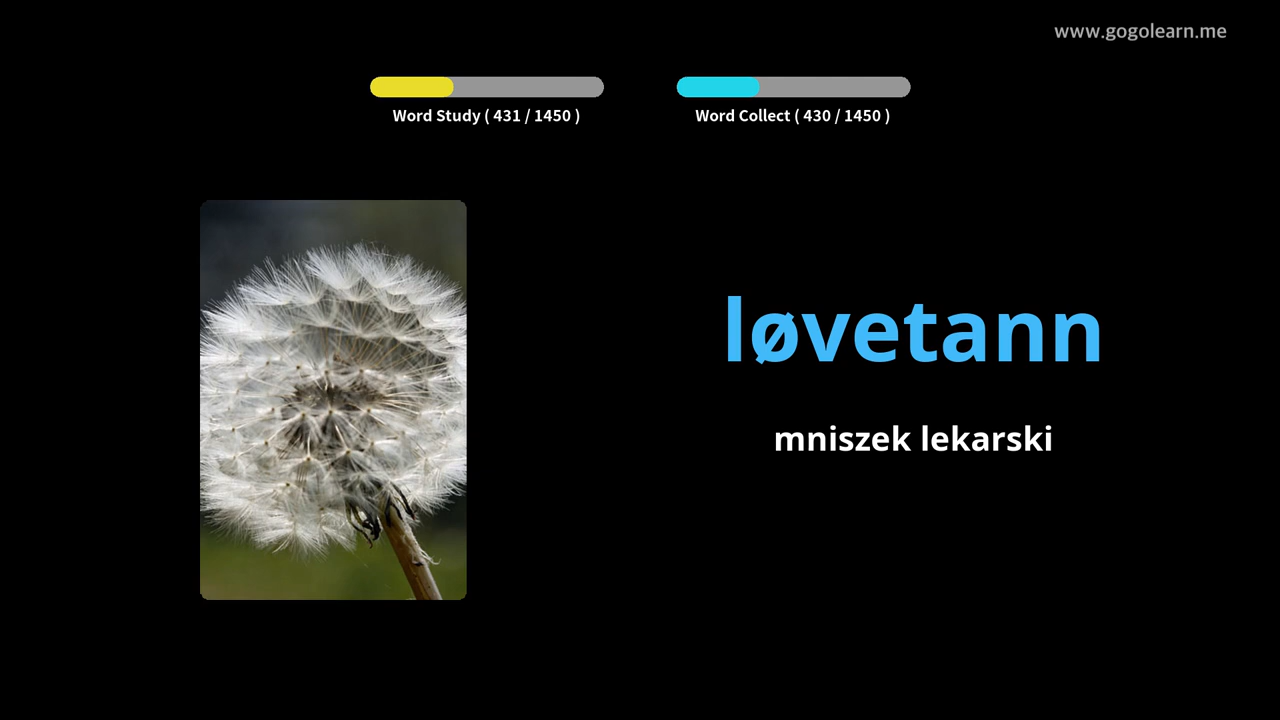 www.gogolearn.me
Word Study ( 431 / 1450 )
Word Collect ( 430 / 1450 )
løvetann
mniszek lekarski